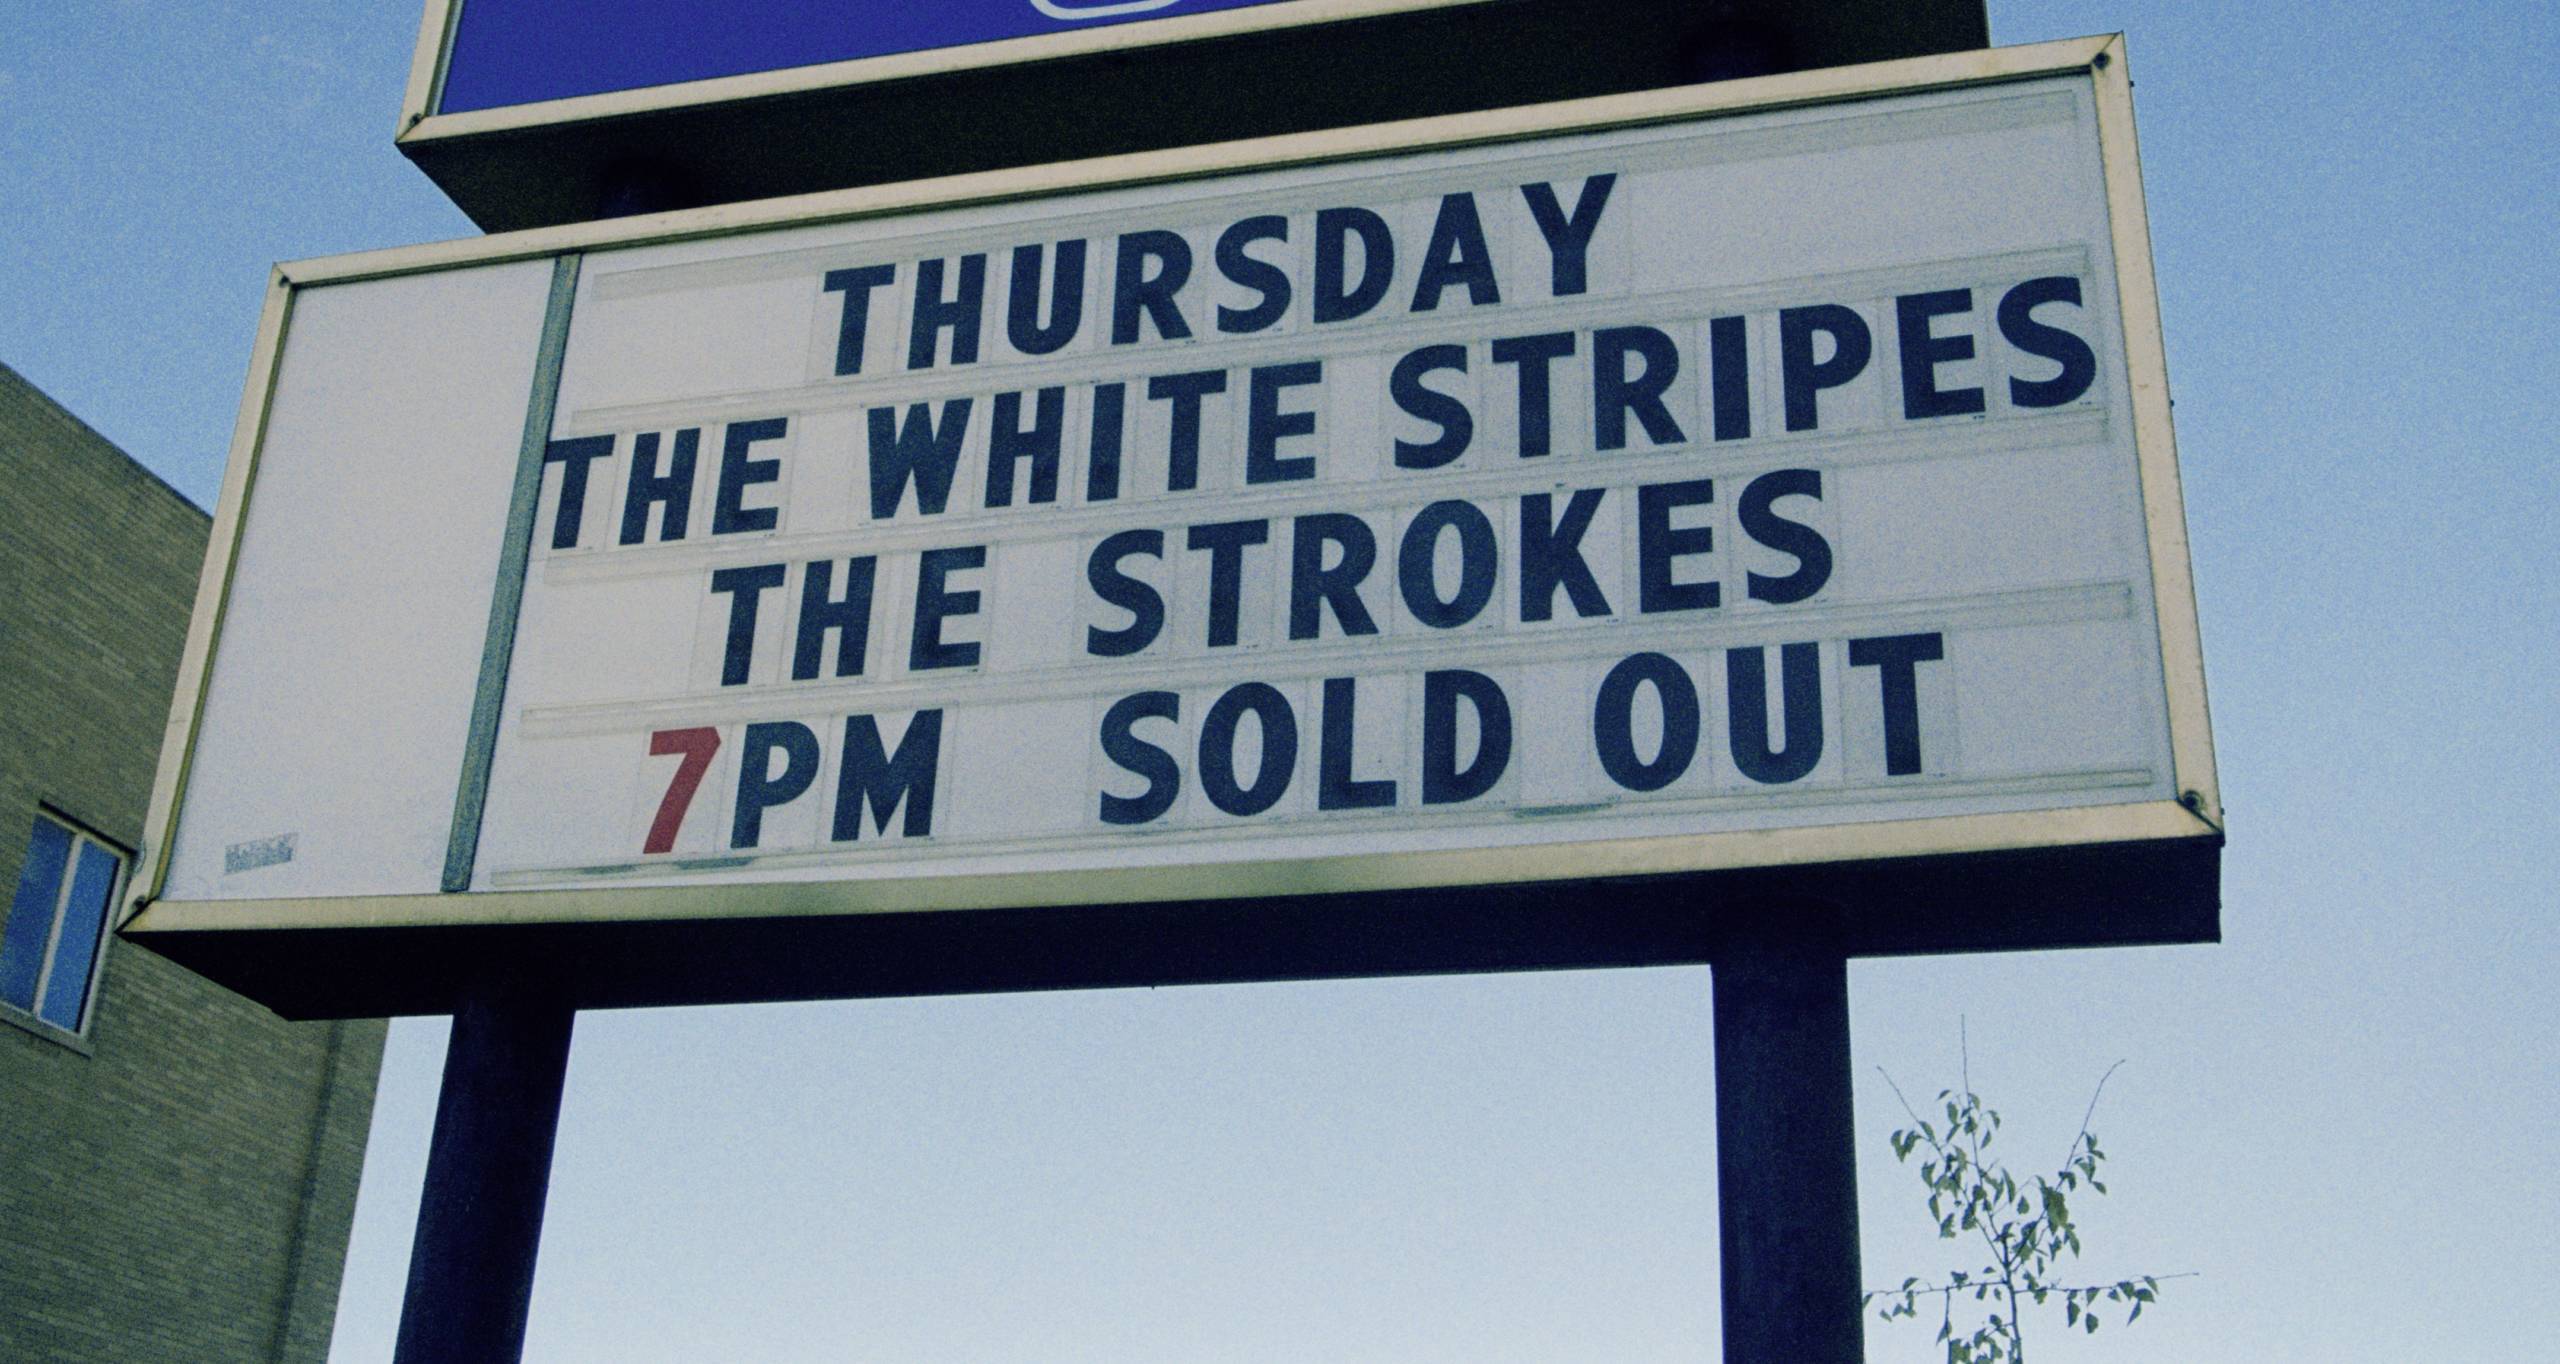 THURSDAY
THE WHITE STRIPES
THE STROKES
7PM SOLD OUT